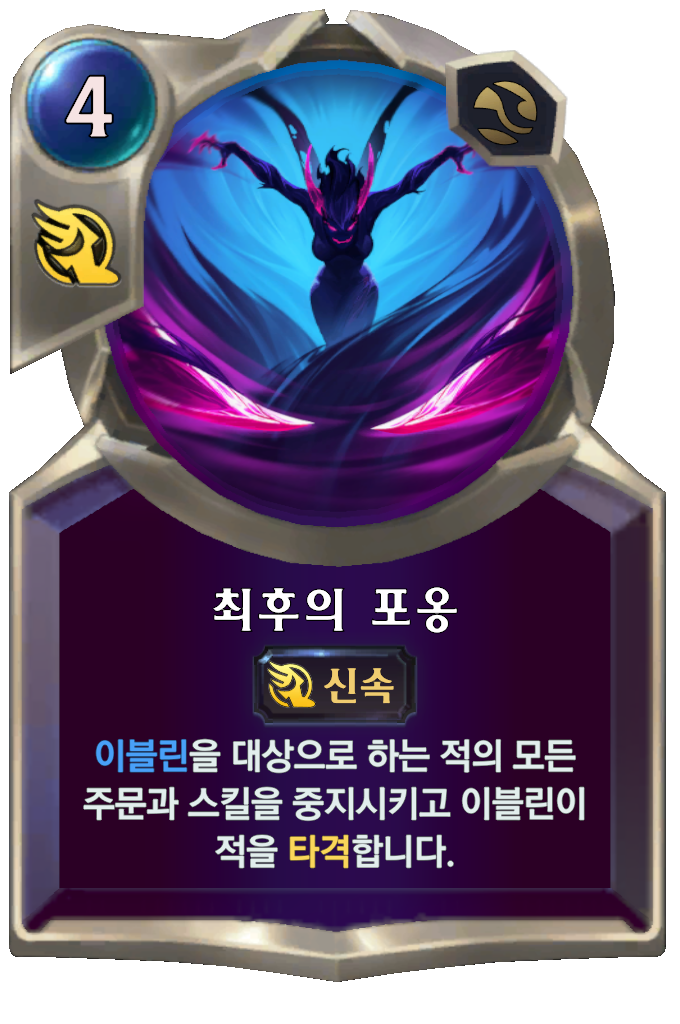 4
최후의 포옹
신속
이블린을 대상으로 하는 적의 모든
주문과 스킬을 중지시키고 이블린이
적을 타격합니다.